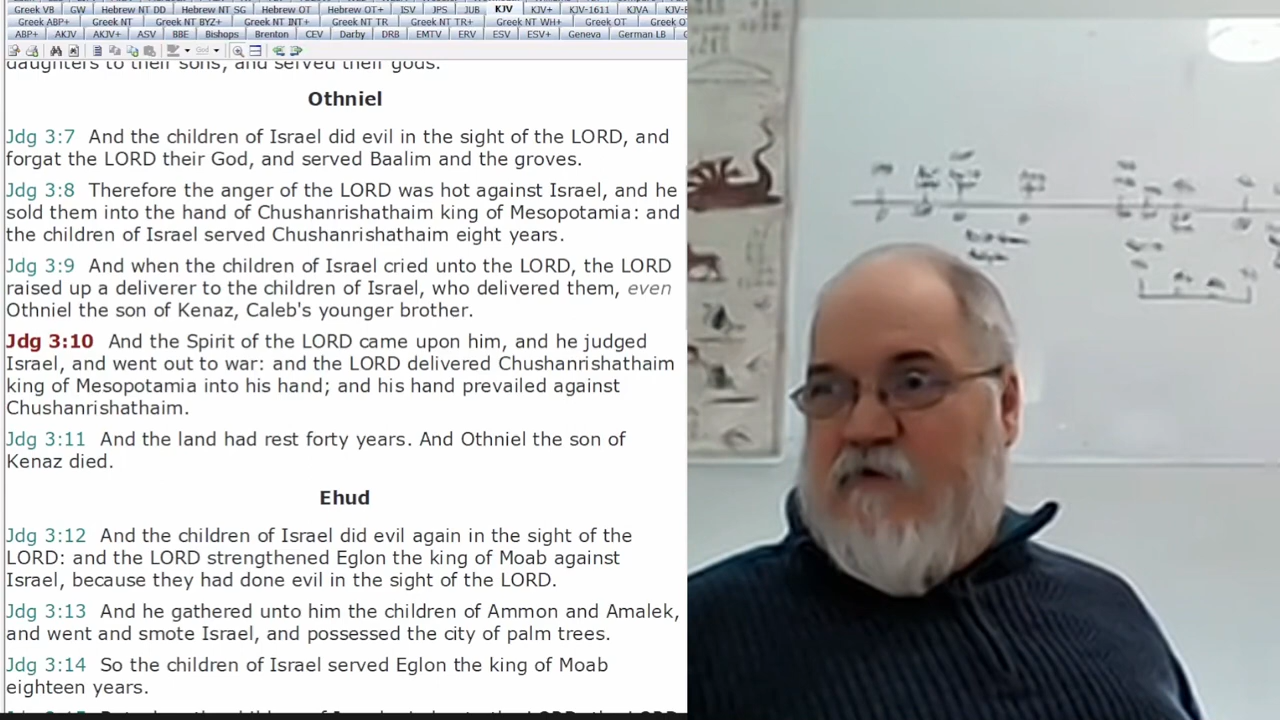 KJV
Greek VB GW Hebrew NT DD Hebrew NT SG Hebrew OT Hebrew OT+ ISV JPS JUB KJV KJV+ KJV-1611 KJVA
Greek ABP+ Greek NT Greek NT BYZ+ Greek NT INT+ Greek NT TR Greek NT TR+ Greek NT WH+ Greek OT
ABP+ AKJV AKJV+ ASV BBE Bishops Brenton CEV Darby DRB EMTV ERV ESV ESV+ Geneva German LB
daughters to their sons, and served their gods.
Othniel
Jdg 3:7 And the children of Israel did evil in the sight of the LORD, and
forgat the LORD their God, and served Baalim and the groves.
Jdg 3:8 Therefore the anger of the LORD was hot against Israel, and he
sold them into the hand of Chushanrishathaim king of Mesopotamia: and
the children of Israel served Chushanrishathaim eight years.
Jdg 3:9 And when the children of Israel cried unto the LORD, the LORD
raised up a deliverer to the children of Israel, who delivered them, even
Othniel the son of Kenaz, Caleb's younger brother.
Jdg 3:10 And the Spirit of the LORD came upon him, and he judged
Israel, and went out to war: and the LORD delivered Chushanrishathaim
king of Mesopotamia into his hand; and his hand prevailed against
Chushanrishathaim.
Jdg 3:11 And the land had rest forty years. And Othniel the son of
Kenaz died.
Ehud
Jdg 3:12 And the children of Israel did evil again in the sight of the
LORD: and the LORD strengthened Eglon the king of Moab against
Israel, because they had done evil in the sight of the LORD.
Jdg 3:13 And he gathered unto him the children of Ammon and Amalek,
and went and smote Israel, and possessed the city of palm trees.
Jdg 3:14 So the children of Israel served Eglon the king of Moab
eighteen years.